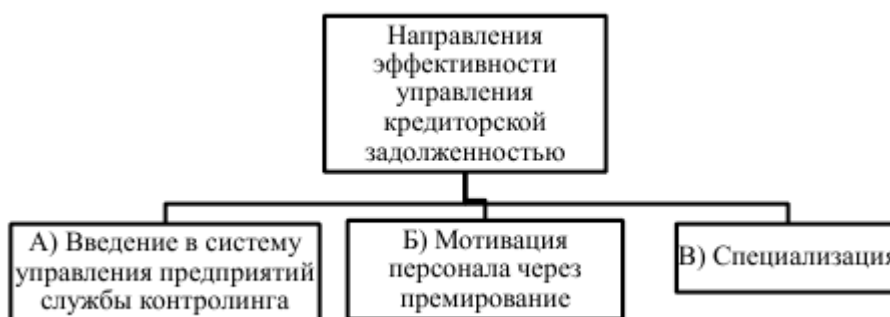 Направления
эффективности
управления
кредиторской
задолженностью
А) Введение в систему
управления предприятий
службы контролинга
Б) Мотивация
персонала через
премирование
В) Специализация